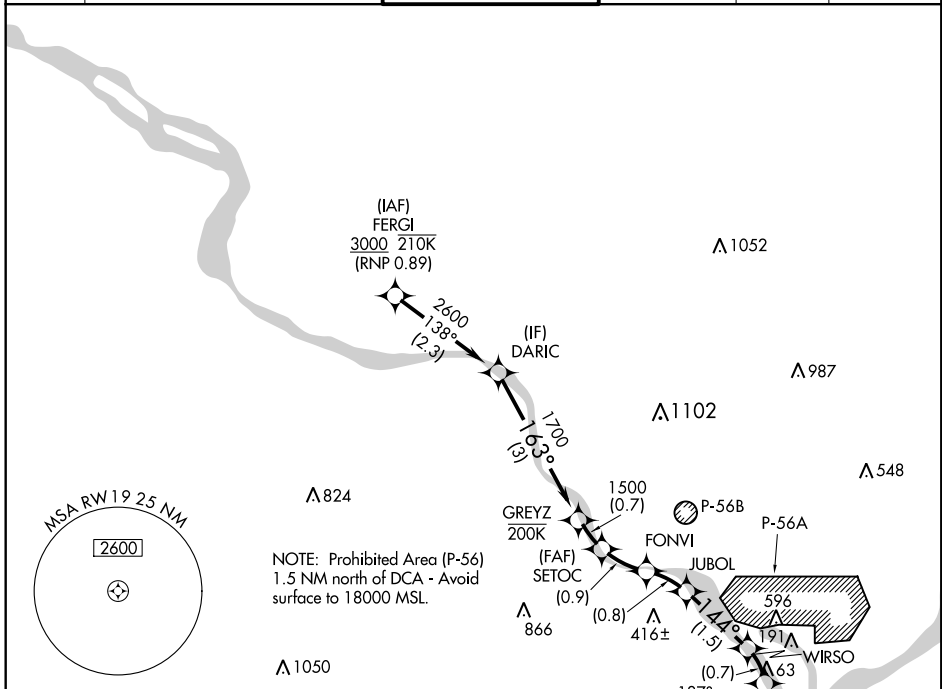 (IAF)
FERGI
3000 210K
(RNP 0.89)
1052
2600
138°
(2.3)
(IF)
DARIC
987
1102
1700
163°
(3)
548
824
MSA RW19 25 NM
2600
1500
(0.7)
GREYZ
200K
P-56B
P-56A
NOTE: Prohibited Area (P-56)
1.5 NM north of DCA - Avoid
surface to 18000 MSL.
(FAF)
SETOC
FONVI
JUBOL
(0.9)
(0.8)
866
416±
144°
(1.5)
596
191
WIRSO
1050
(0.7)
63